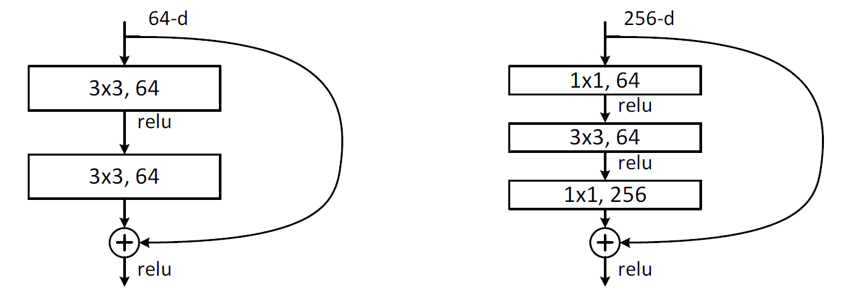 64-d
3x3, 64
relu
3x3, 64
relu
256-d
1x1, 64
relu
3x3, 64
relu
1x1, 256
relu